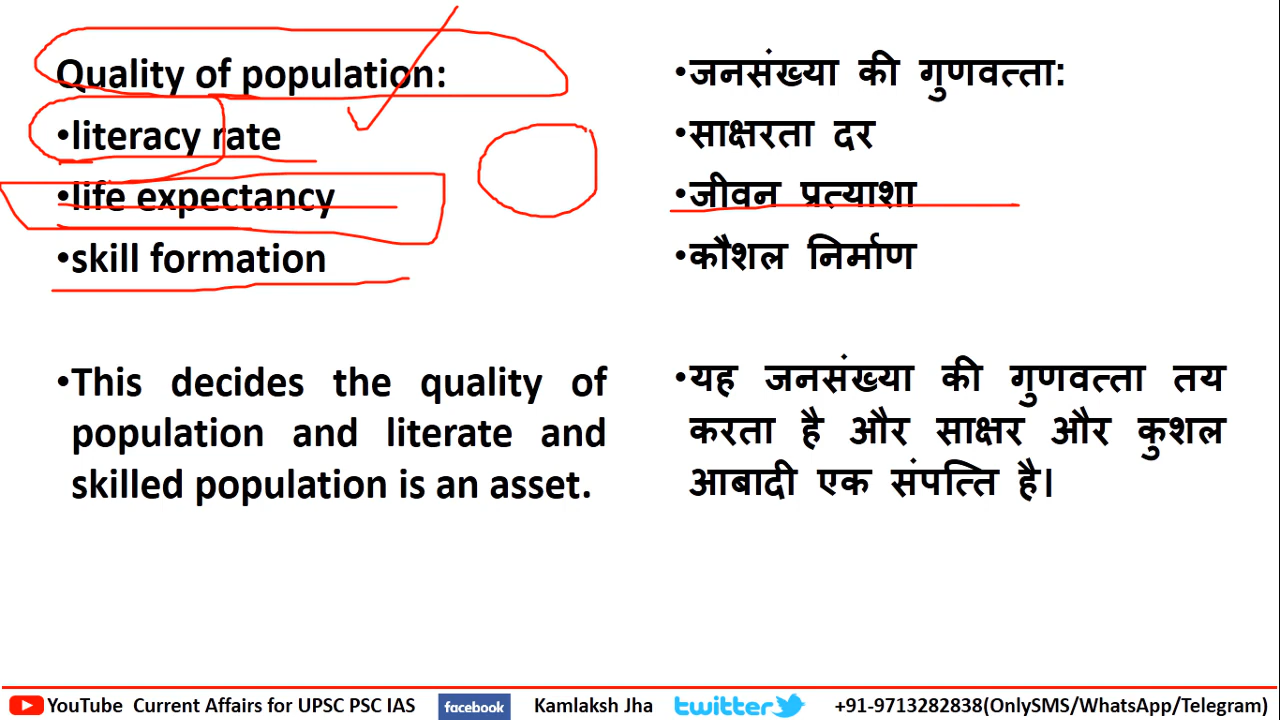 Quality of population:
•literacy rate
•life expectancy
•skill formation
•This decides the quality of
population and literate and
skilled population is an asset.
•जनसंख्या की गुणवत्ता:
•साक्षरता दर
•जीवन प्रत्याशा
•कौशल निर्माण
•यह जनसंख्या की गुणवत्ता तय
करता है और साक्षर और कुशल
आबादी एक संपत्ति है।
YouTube Current Affairs for UPSC PSC IAS facebook Kamlaksh Jha twitter +91-9713282838(OnlySMS/WhatsApp/Telegram)